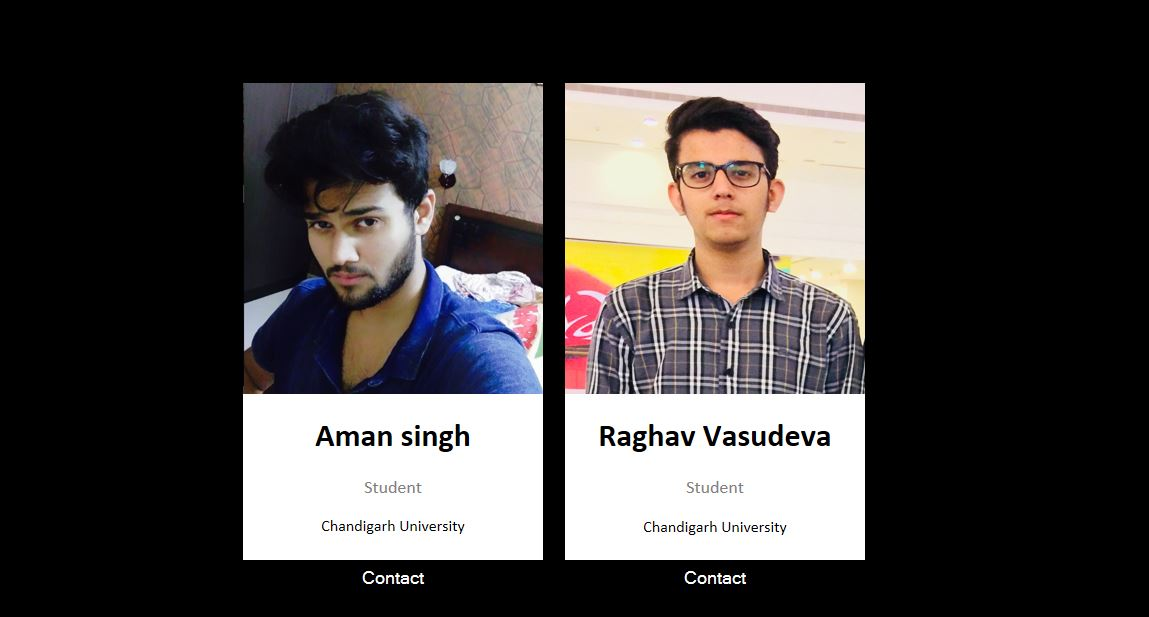 Aman singh
Student
Chandigarh University
Contact
Raghav Vasudeva
Student
Chandigarh University
Contact